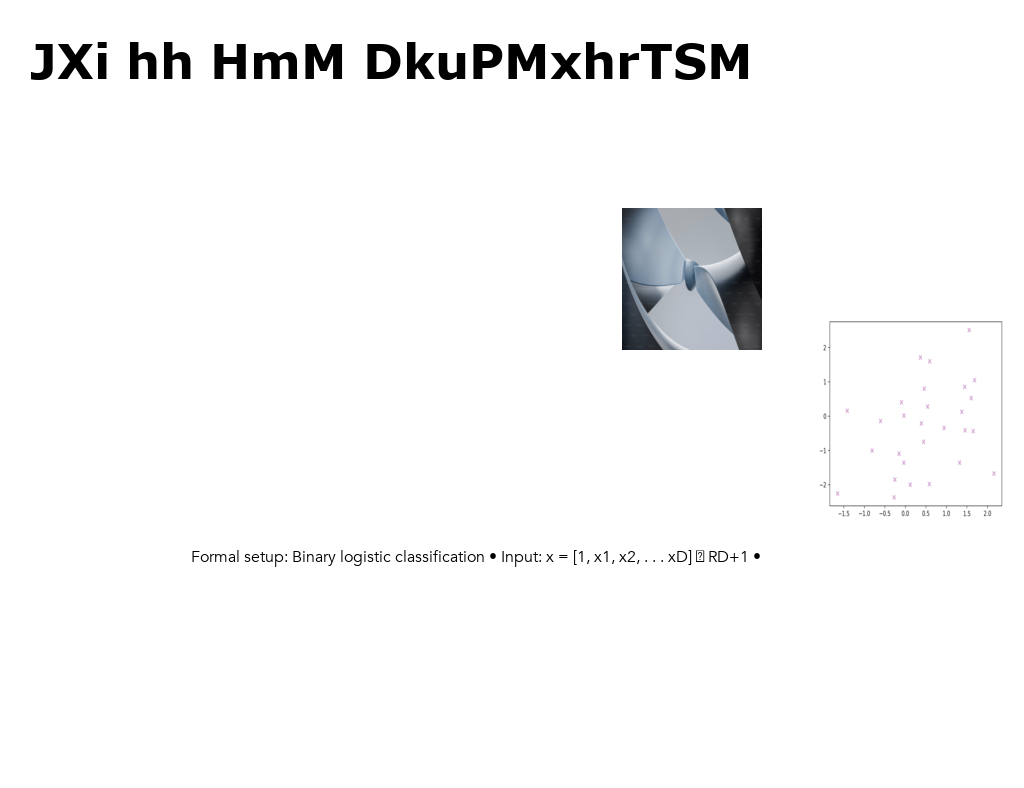 JXi hh HmM DkuPMxhrTSM
2
1
0
−1
−2
−1.5 −1.0 −0.5 0.0 0.5 1.0 1.5 2.0
Formal setup: Binary logistic classification • Input: x = [1, x1, x2, . . . xD] RD+1 •